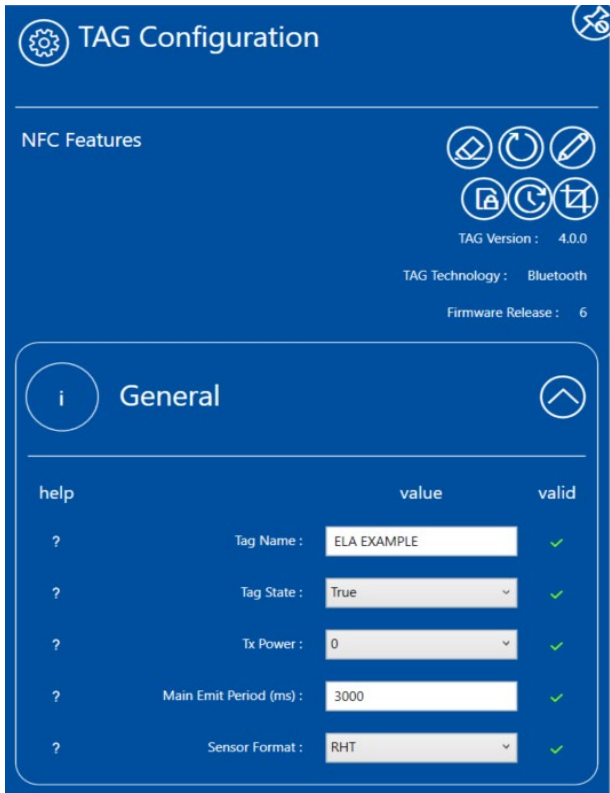 TAG Configuration
NFC Features
TAG Version : 4.0.0
TAG Technology : Bluetooth
Firmware Release : 6
i General
help value valid
? Tag Name : ELA EXAMPLE
? Tag State : True
? Tx Power : 0
? Main Emit Period (ms) : 3000
? Sensor Format : RHT